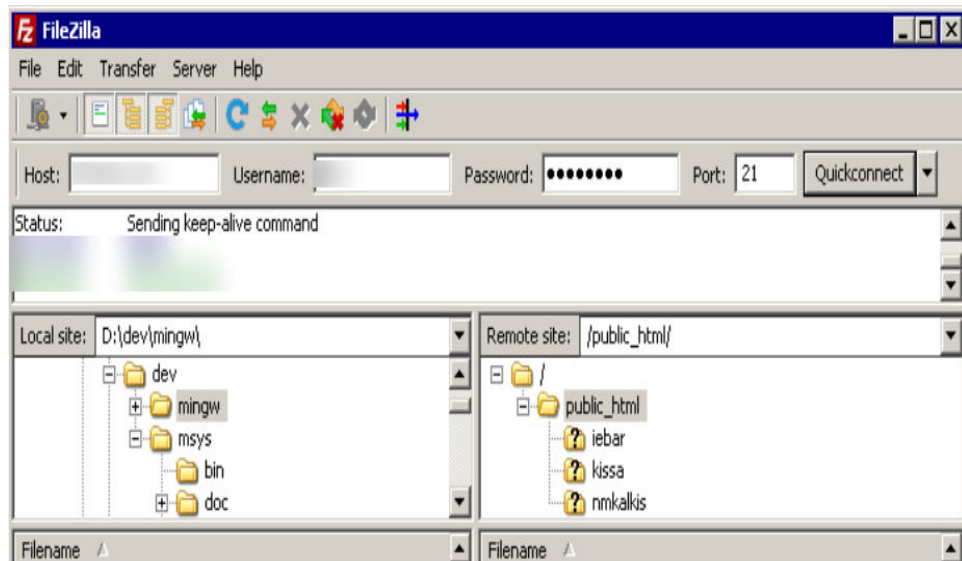 FileZilla
File Edit Transfer Server Help
Host: Username: Password: •••••••• Port: 21 Quickconnect
Status: Sending keep-alive command
Local site: D:\dev\mingw\
dev
mingw
msys
bin
doc
Filename
Remote site: /public_html/
/
public_html
iebar
kissa
nmkalkis
Filename